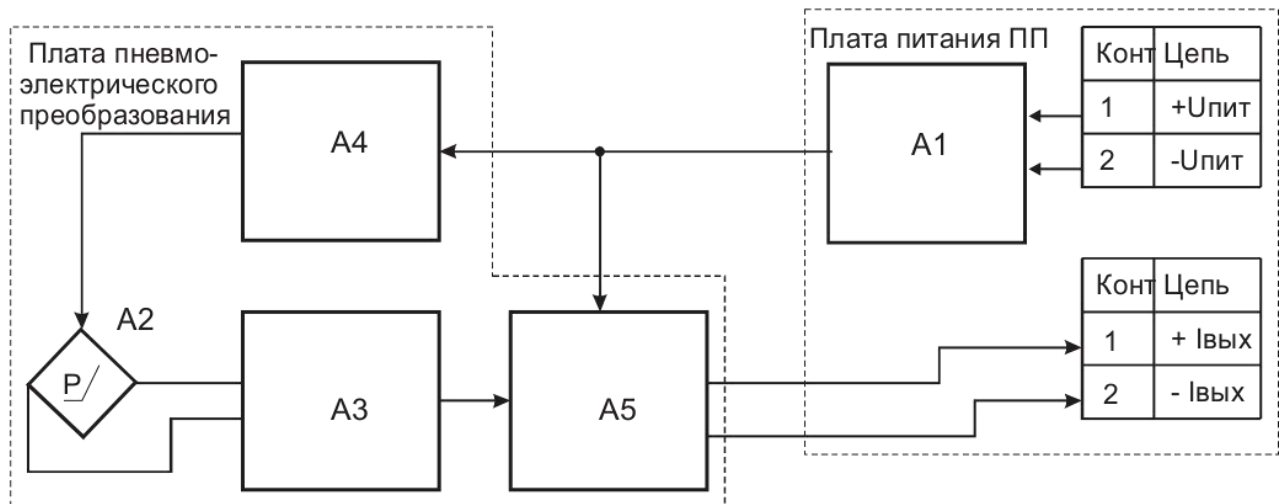 Плата пневмо-
электрического
преобразования
A4
Плата питания ПП
A1
Конт Цепь
1 +Uпит
2 -Uпит
A2
P
A3
A5
Конт Цепь
1 + Iвых
2 - Iвых